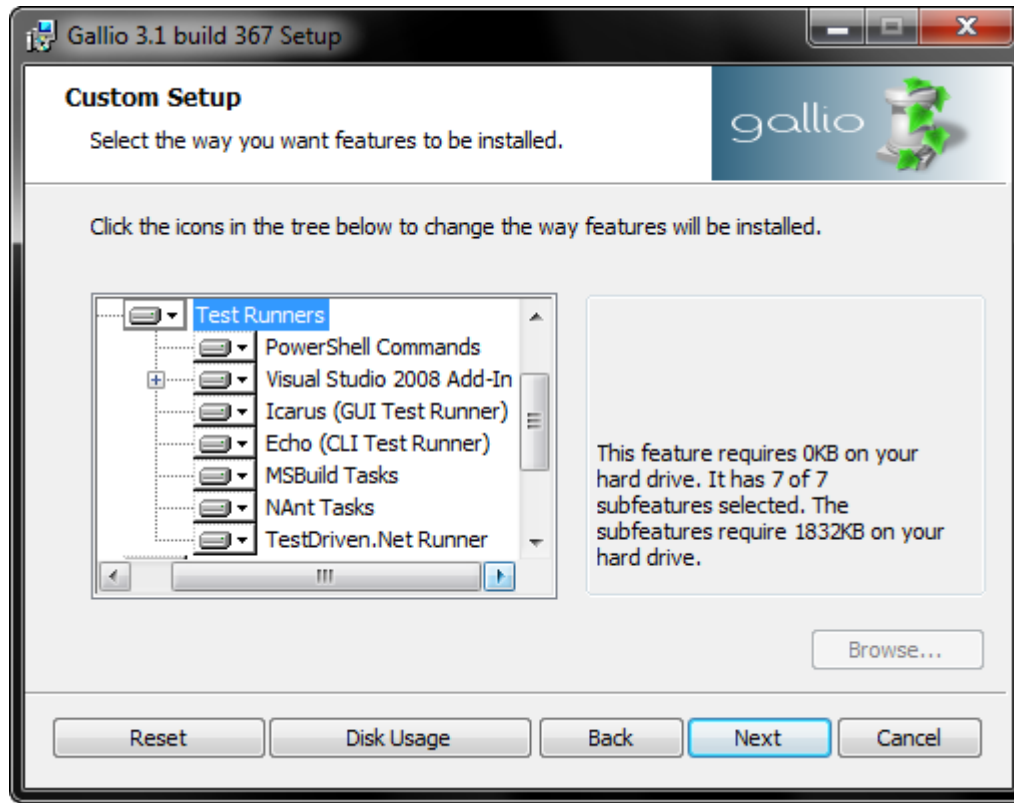 Gallio 3.1 build 367 Setup
Custom Setup
Select the way you want features to be installed.
gallio
Click the icons in the tree below to change the way features will be installed.
Test Runners
PowerShell Commands
Visual Studio 2008 Add-In
Icarus (GUI Test Runner)
Echo (CLI Test Runner)
MSBuild Tasks
NAnt Tasks
TestDriven.Net Runner
This feature requires 0KB on your
hard drive. It has 7 of 7
subfeatures selected. The
subfeatures require 1832KB on your
hard drive.
Browse...
Reset
Disk Usage
Back
Next
Cancel